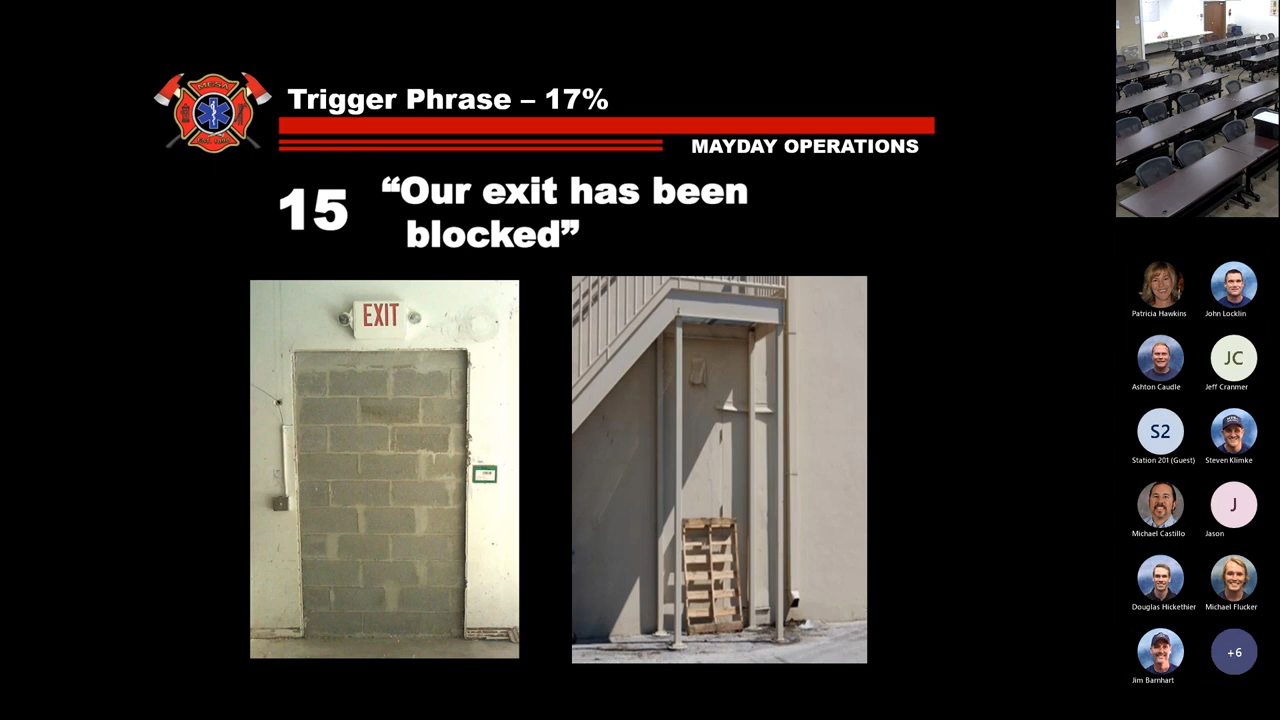 Trigger Phrase – 17%
MAYDAY OPERATIONS
15
“Our exit has been
blocked”
EXIT
MESA
Patricia Hawkins
John Locklin
Ashton Caudle
JC
Jeff Cranmer
S2
Station 201 (Guest)
Steven Klimke
Michael Castillo
J
Jason
Douglas Hickethier
Michael Flucker
Jim Barnhart
+6